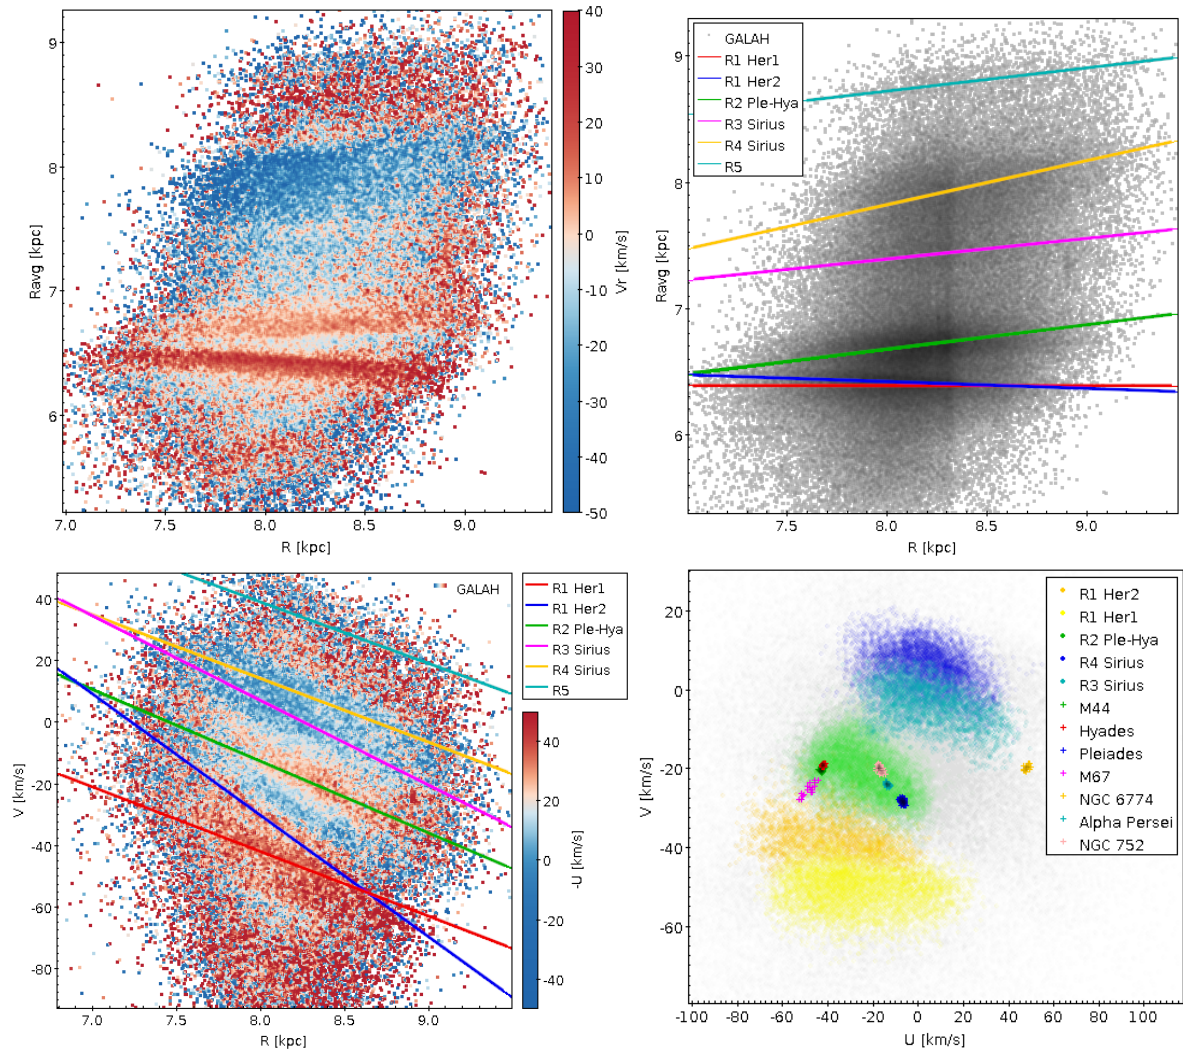 9
8
7
6
Ravg [kpc]
7.0 7.5 8.0 8.5 9.0
R [kpc]
40
30
20
10
0
-10
-20
-30
-40
-50
Vr [km/s]
9
8
7
6
Ravg [kpc]
7.5 8.0 8.5 9.0
R [kpc]
GALAH
R1 Her1
R1 Her2
R2 Ple-Hya
R3 Sirius
R4 Sirius
R5
40
20
0
-20
-40
-60
-80
V [km/s]
7.0 7.5 8.0 8.5 9.0
R [kpc]
GALAH
R1 Her1
R1 Her2
R2 Ple-Hya
R3 Sirius
R4 Sirius
R5
40
20
0
-20
-40
-U [km/s]
20
0
-20
-40
-60
V [km/s]
-100 -80 -60 -40 -20 0 20 40 60 80 100
U [km/s]
R1 Her2
R1 Her1
R2 Ple-Hya
R4 Sirius
R3 Sirius
M44
Hyades
Pleiades
M67
NGC 6774
Alpha Persei
NGC 752